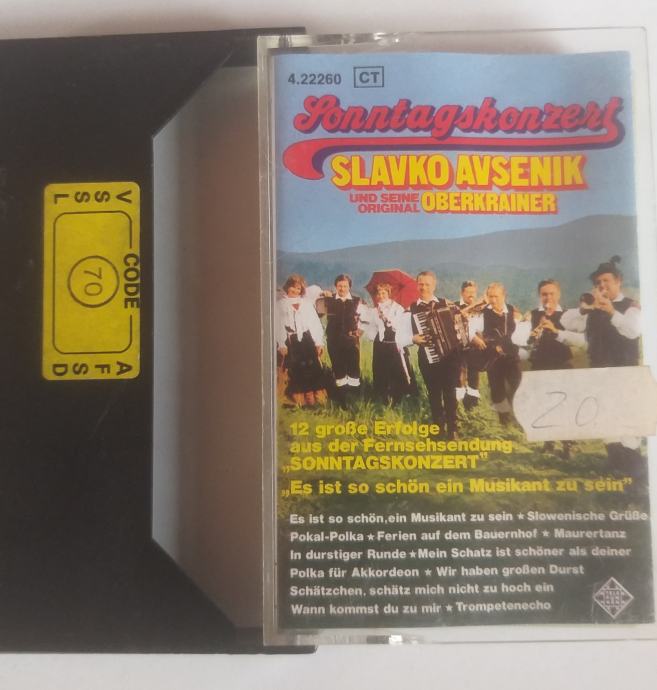 4.22260 CT
Sonntagskonzert
SLAVKO AVSENIK
UND SEINE
ORIGINAL OBERKRAINER
20
12 große Erfolge
aus der Fernsehsendung
„SONNTAGSKONZERT"
„Es ist so schön ein Musikant zu sein"
Es ist so schön,ein Musikant zu sein ★ Slowenische Grüße
Pokal-Polka ★ Ferien auf dem Bauernhof ★ Maurertanz
In durstiger Runde ★ Mein Schatz ist schöner als deiner
Polka für Akkordeon ★ Wir haben großen Durst
Schätzchen, schätz mich nicht zu hoch ein
Wann kommst du zu mir ★ Trompetenecho
TELE
FUN
KEN
V CODE A
S S F
S 70 S
L D